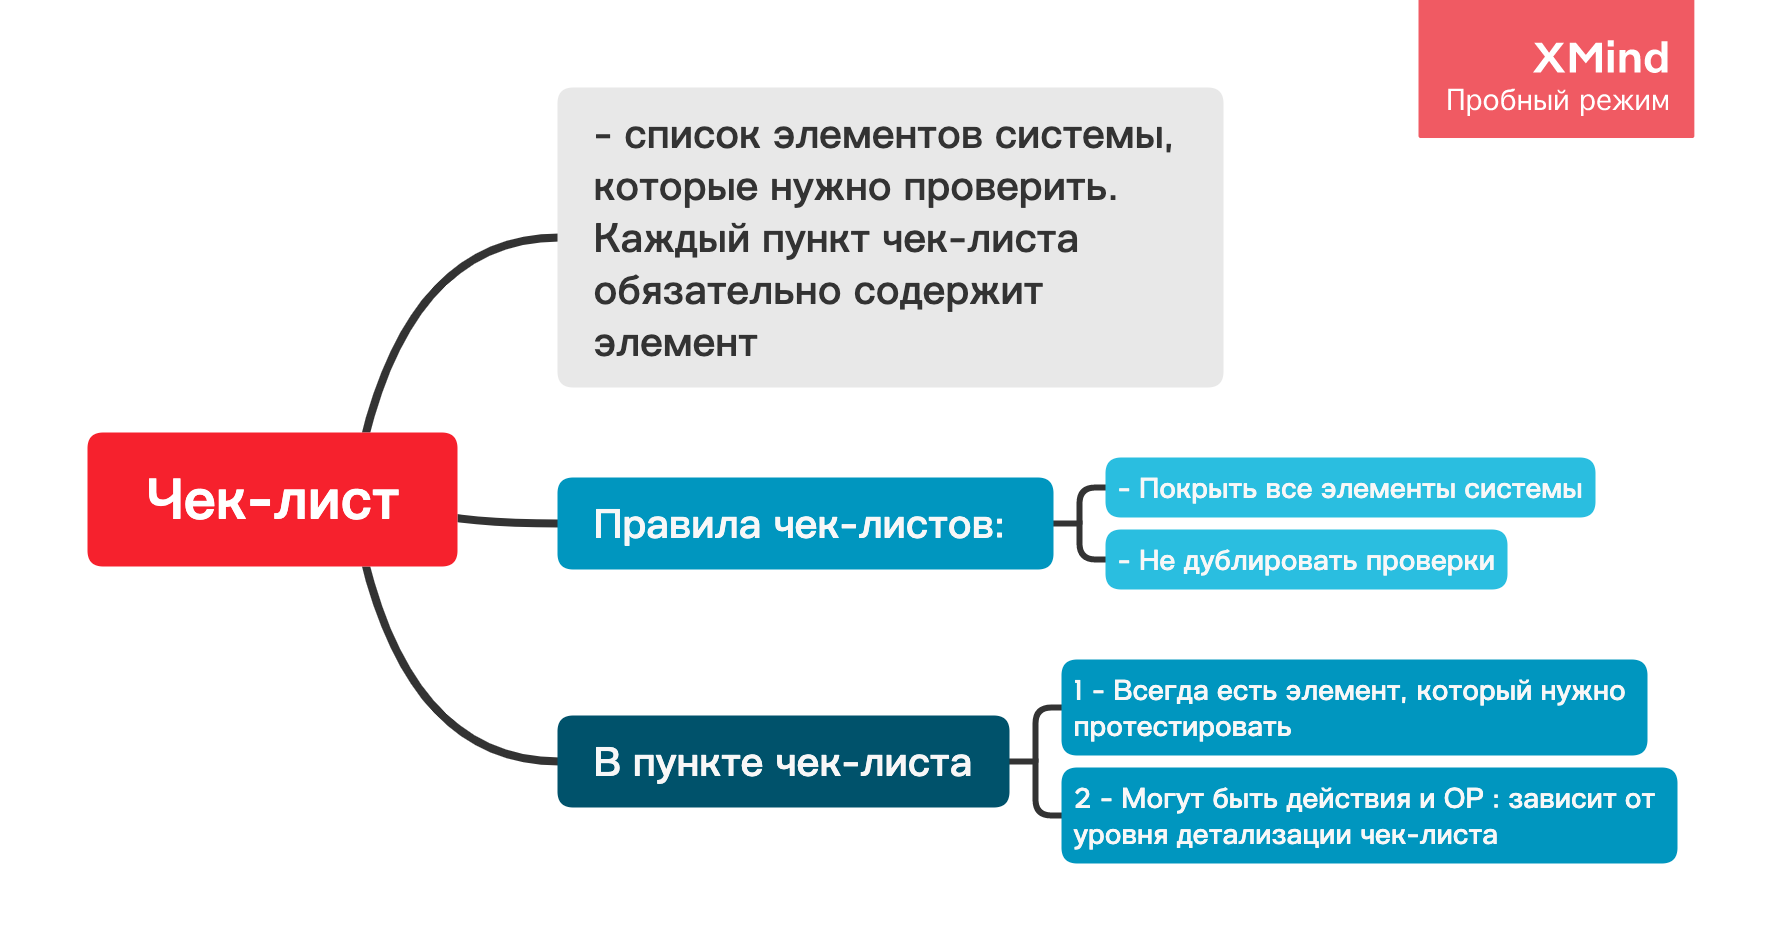 XMind
Пробный режим
- список элементов системы,
которые нужно проверить.
Каждый пункт чек-листа
обязательно содержит
элемент
Чек-лист
Правила чек-листов:
- Покрыть все элементы системы
- Не дублировать проверки
В пункте чек-листа
1 - Всегда есть элемент, который нужно
протестировать
2 - Могут быть действия и ОР : зависит от
уровня детализации чек-листа